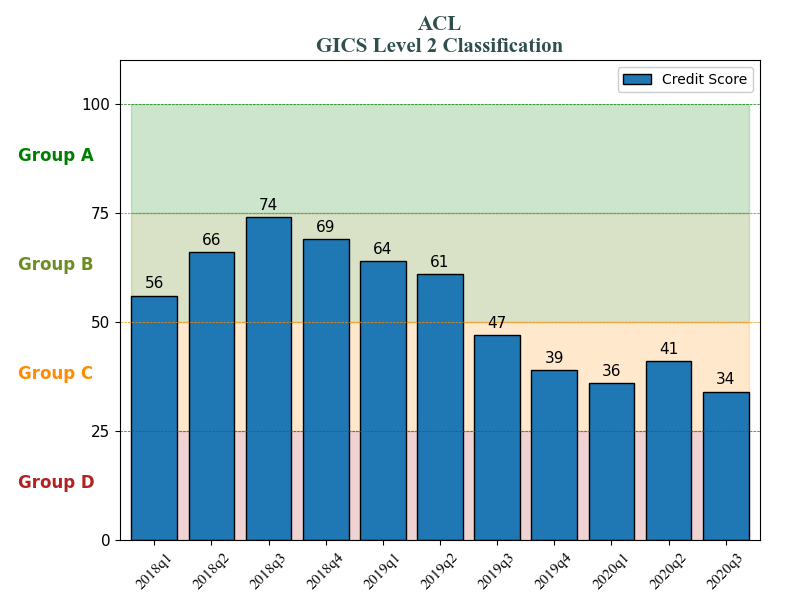 ACL
GICS Level 2 Classification
Credit Score
100
Group A
75
74
69
66
64
61
Group B
56
50
47
41
39
36
34
Group C
25
Group D
0
2018q1 2018q2 2018q3 2018q4 2019q1 2019q2 2019q3 2019q4 2020q1 2020q2 2020q3